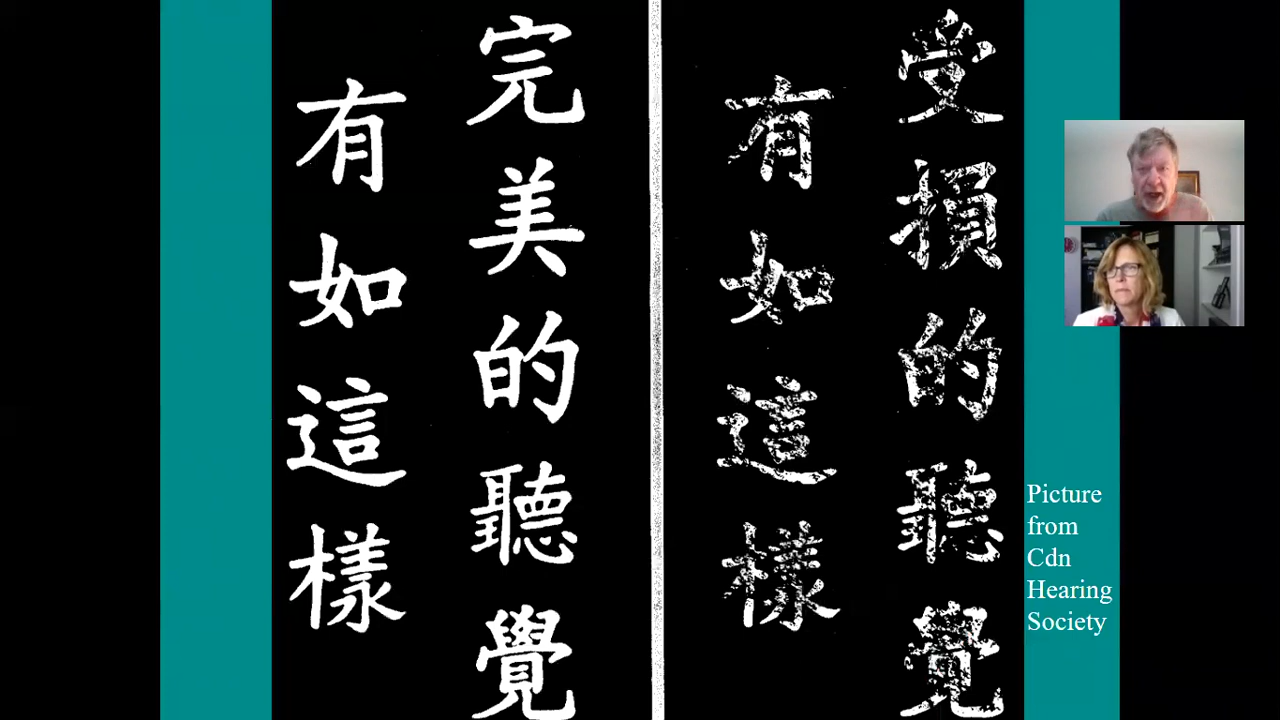 受損的聽覺
有如這樣
完美的聽覺
有如這樣
Picture
from
Cdn
Hearing
Society